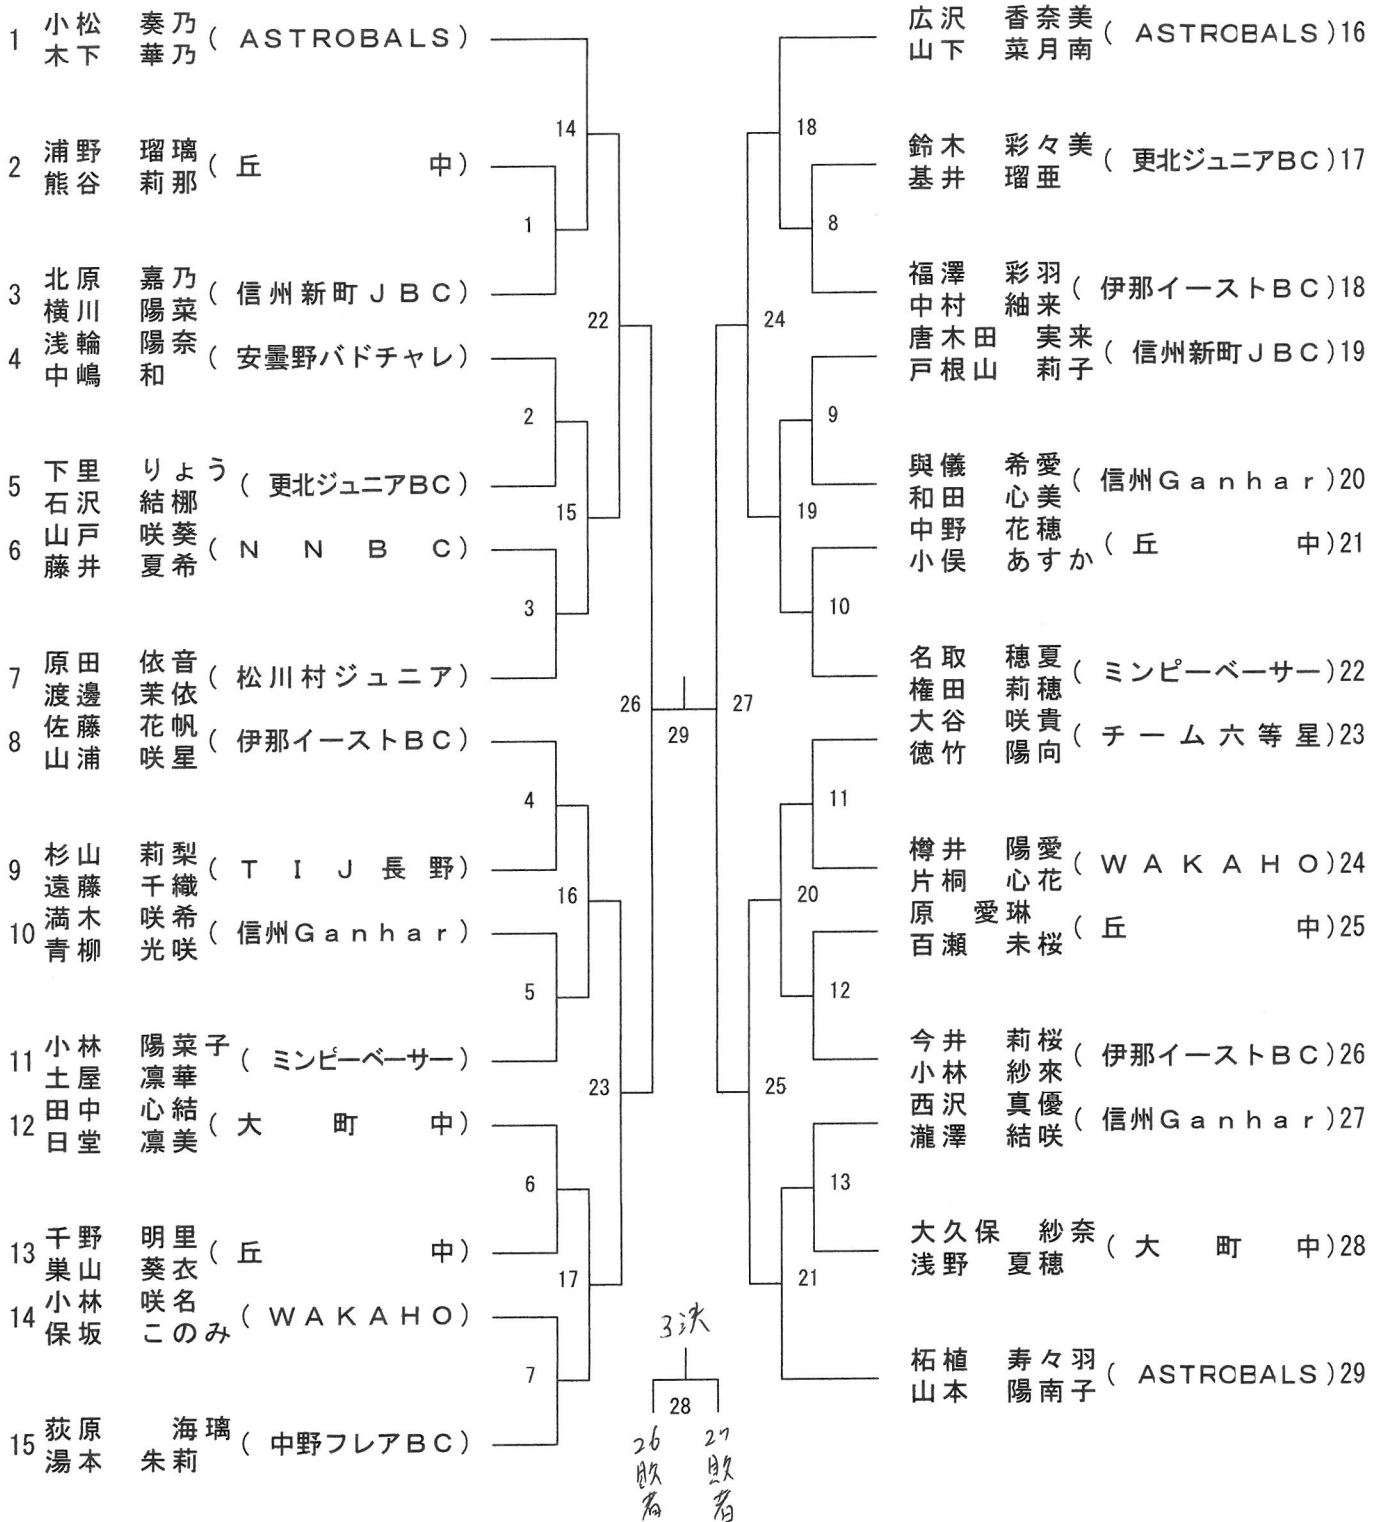 1 小松 奏乃 ( ASTROBALS )
木下 華乃
2 浦野 瑠璃 ( 丘 中 )
熊谷 莉那
3 北原 嘉乃 ( 信州新町JBC )
横川 陽菜
4 浅輪 陽奈 ( 安曇野バドチャレ )
中嶋 和
5 下里 りょう ( 更北ジュニアBC )
石沢 結梛
6 山戸 咲葵 ( NNBC )
藤井 夏希
7 原田 依音 ( 松川村ジュニア )
渡邊 茉依
8 佐藤 花帆 ( 伊那イーストBC )
山浦 咲星
9 杉山 莉梨 ( TIJ長野 )
遠藤 千織
10 満木 咲希 ( 信州Ganhar )
青柳 光咲
11 小林 陽菜子 ( ミンピーベーサー )
土屋 凛華
12 田中 心結 ( 大町中 )
日堂 凛美
13 千野 明里 ( 丘 中 )
巣山 葵衣
14 小林 咲名 ( WAKAHO )
保坂 このみ
15 荻原 海璃 ( 中野フレアBC )
湯本 朱莉
14
1
22
2
15
3
26
4
16
5
23
6
17
7
29
27
18
8
24
9
19
10
11
20
12
25
13
21
3決
28
26敗者
27敗者
広沢 香奈美 ( ASTROBALS ) 16
山下 菜月南
鈴木 彩々美 ( 更北ジュニアBC ) 17
基井 瑠亜
福澤 彩羽 ( 伊那イーストBC ) 18
中村 紬来
唐木田 実来 ( 信州新町JBC ) 19
戸根山 莉子
與儀 希愛 ( 信州Ganhar ) 20
和田 心美
中野 花穂 ( 丘 中 ) 21
小俣 あすか
名取 穂夏 ( ミンピーベーサー ) 22
権田 莉穂
大谷 咲貴 ( チーム六等星 ) 23
徳竹 陽向
樽井 陽愛 ( WAKAHO ) 24
片桐 心花
原 愛琳 ( 丘 中 ) 25
百瀬 未桜
今井 莉桜 ( 伊那イーストBC ) 26
小林 紗來
西沢 真優 ( 信州Ganhar ) 27
瀧澤 結咲
大久保 紗奈 ( 大町中 ) 28
浅野 夏穂
柘植 寿々羽 ( ASTROBALS ) 29
山本 陽南子